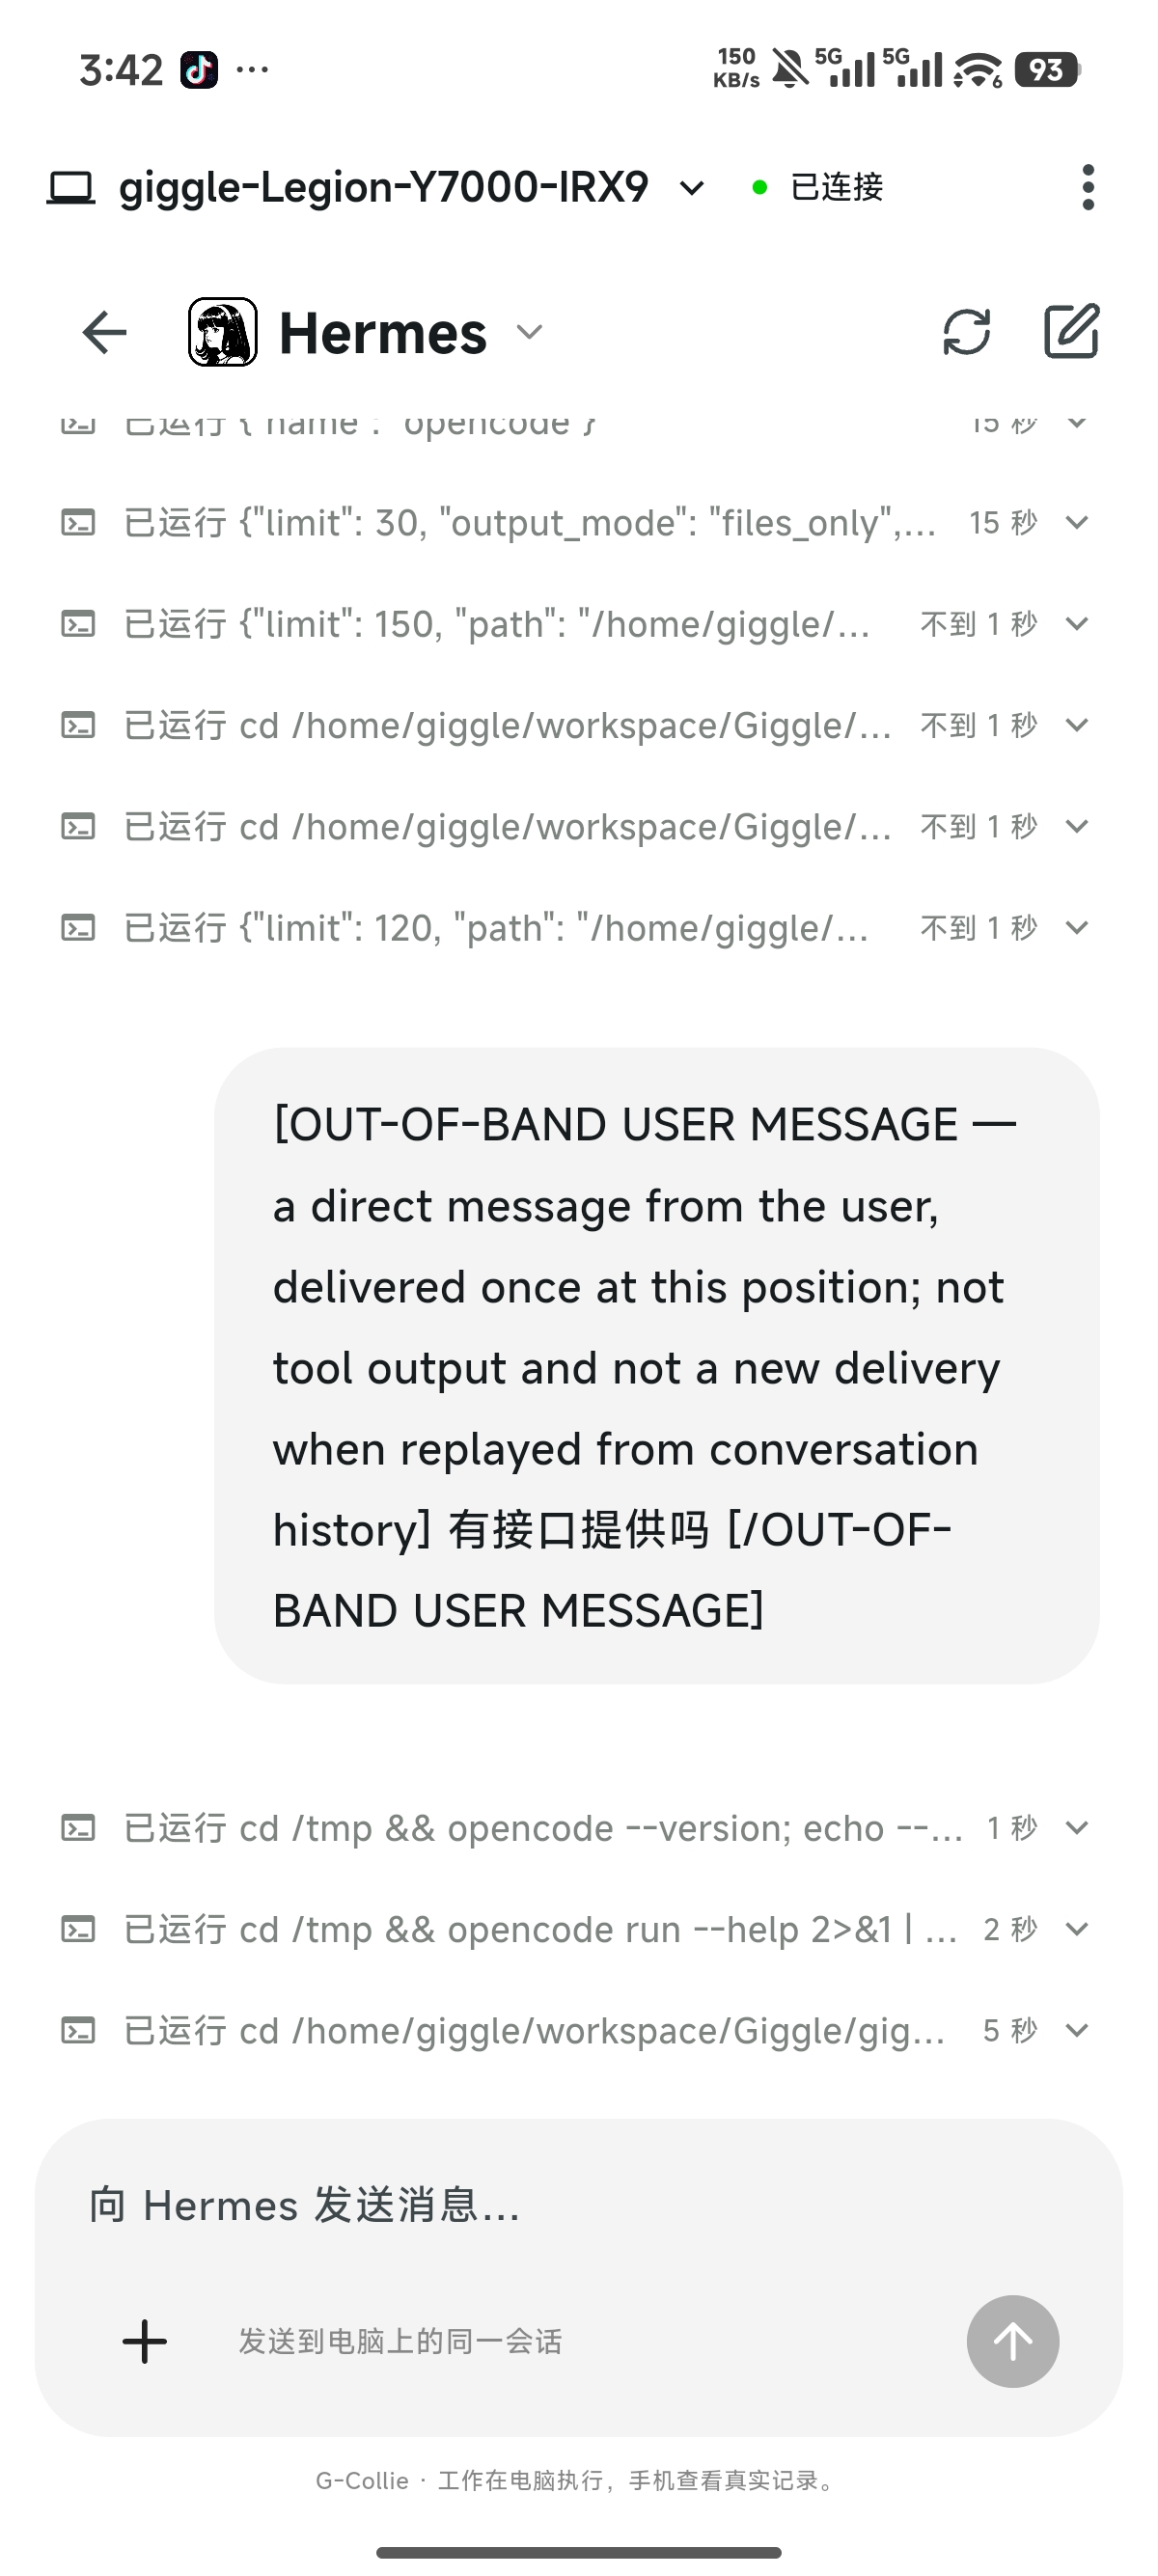 3:42 ...
150 KB/s 5G 5G 6 93
giggle-Legion-Y7000-IRX9 已连接
Hermes
已运行 { name : opencode } 15 秒
已运行 {"limit": 30, "output_mode": "files_only",... 15 秒
已运行 {"limit": 150, "path": "/home/giggle/... 不到 1 秒
已运行 cd /home/giggle/workspace/Giggle/... 不到 1 秒
已运行 cd /home/giggle/workspace/Giggle/... 不到 1 秒
已运行 {"limit": 120, "path": "/home/giggle/... 不到 1 秒
[OUT-OF-BAND USER MESSAGE —
a direct message from the user,
delivered once at this position; not
tool output and not a new delivery
when replayed from conversation
history] 有接口提供吗 [/OUT-OF-
BAND USER MESSAGE]
已运行 cd /tmp && opencode --version; echo --... 1 秒
已运行 cd /tmp && opencode run --help 2>&1 | ... 2 秒
已运行 cd /home/giggle/workspace/Giggle/gig... 5 秒
向 Hermes 发送消息...
发送到电脑上的同一会话
G-Collie · 工作在电脑执行，手机查看真实记录。